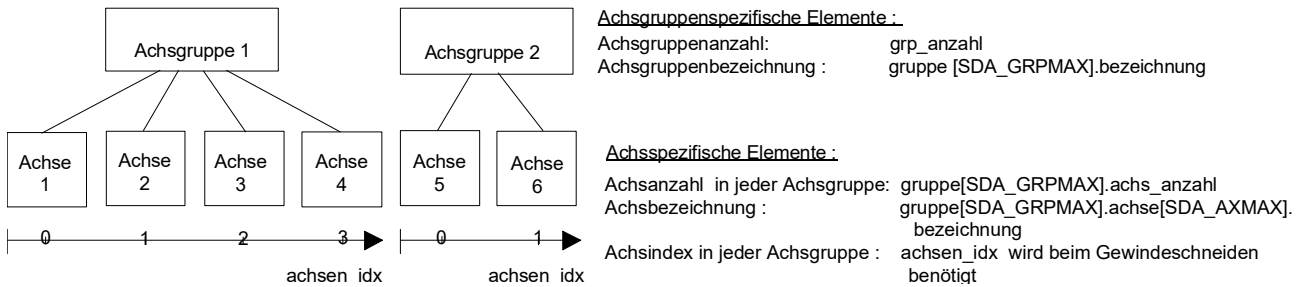 Achsgruppe 1
Achsgruppe 2
Achse
1
Achse
2
Achse
3
Achse
4
Achse
5
Achse
6
0 1 2 3
achsen_idx
0 1
achsen_idx
Achsgruppenspezifische Elemente :
Achsgruppenanzahl: grp_anzahl
Achsgruppenbezeichnung : gruppe [SDA_GRPMAX].bezeichnung
Achsspezifische Elemente :
Achsanzahl in jeder Achsgruppe: gruppe[SDA_GRPMAX].achs_anzahl
Achsbezeichnung : gruppe[SDA_GRPMAX].achse[SDA_AXMAX].
bezeichnung
Achsindex in jeder Achsgruppe : achsen_idx wird beim Gewindeschneiden
benötigt